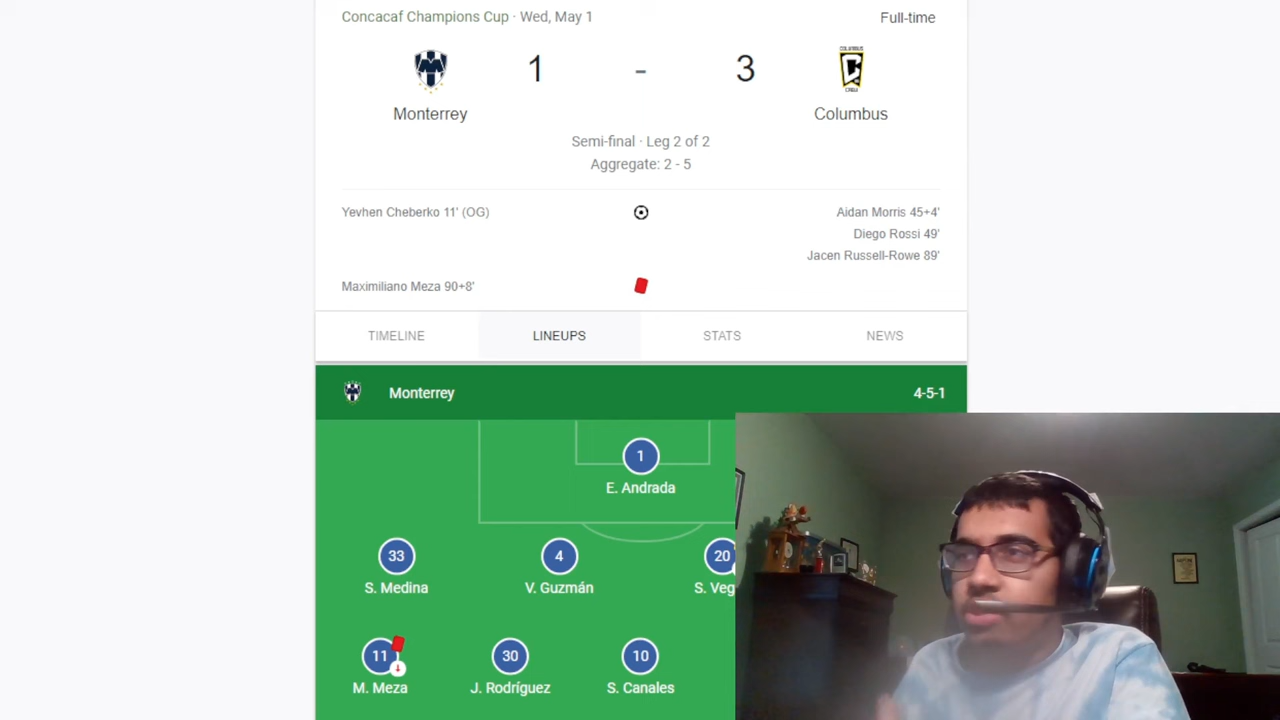 Concacaf Champions Cup · Wed, May 1
Full-time
1 - 3
Monterrey
Columbus
Semi-final · Leg 2 of 2
Aggregate: 2 - 5
Yevhen Cheberko 11' (OG)
Aidan Morris 45+4'
Diego Rossi 49'
Jacen Russell-Rowe 89'
Maximiliano Meza 90+8'
TIMELINE
LINEUPS
STATS
NEWS
Monterrey
4-5-1
1
E. Andrada
33
4
20
S. Medina
V. Guzmán
S. Veg
11
30
10
M. Meza
J. Rodríguez
S. Canales